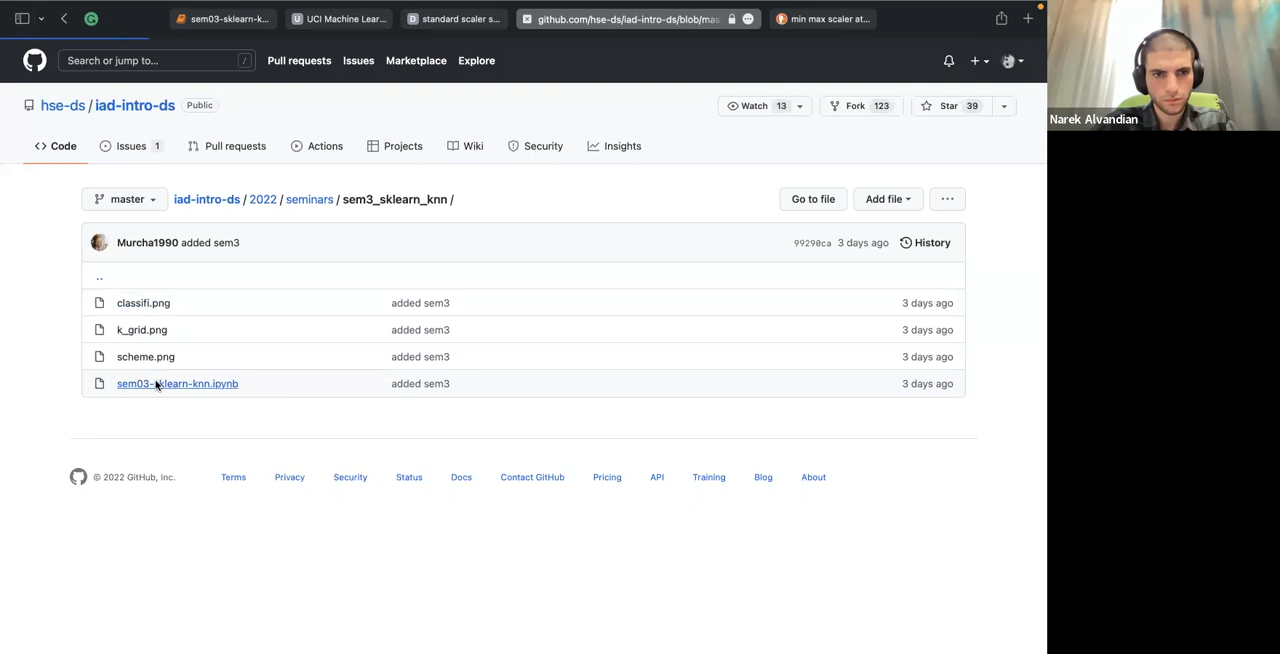 sem03-sklearn-k...
UCI Machine Lear...
D standard scaler s...
github.com/hse-ds/iad-intro-ds/blob/mas
min max scaler at...
Search or jump to... /
Pull requests
Issues
Marketplace
Explore
Narek Alvandian
hse-ds / iad-intro-ds Public
Watch 13
Fork 123
Star 39
<> Code
Issues 1
Pull requests
Actions
Projects
Wiki
Security
Insights
master
iad-intro-ds / 2022 / seminars / sem3_sklearn_knn /
Go to file
Add file
...
Murcha1990 added sem3
99290ca 3 days ago History
..
classifi.png added sem3 3 days ago
k_grid.png added sem3 3 days ago
scheme.png added sem3 3 days ago
sem03-sklearn-knn.ipynb added sem3 3 days ago
© 2022 GitHub, Inc. Terms Privacy Security Status Docs Contact GitHub Pricing API Training Blog About